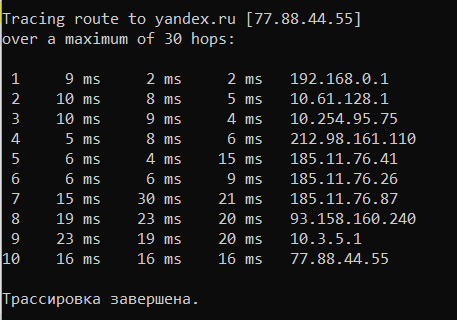 Tracing route to yandex.ru [77.88.44.55]
over a maximum of 30 hops:
1 9 ms 2 ms 2 ms 192.168.0.1
2 10 ms 8 ms 5 ms 10.61.128.1
3 10 ms 9 ms 4 ms 10.254.95.75
4 5 ms 8 ms 6 ms 212.98.161.110
5 6 ms 4 ms 15 ms 185.11.76.41
6 6 ms 6 ms 9 ms 185.11.76.26
7 15 ms 30 ms 21 ms 185.11.76.87
8 19 ms 23 ms 20 ms 93.158.160.240
9 23 ms 19 ms 20 ms 10.3.5.1
10 16 ms 16 ms 16 ms 77.88.44.55
Трассировка завершена.